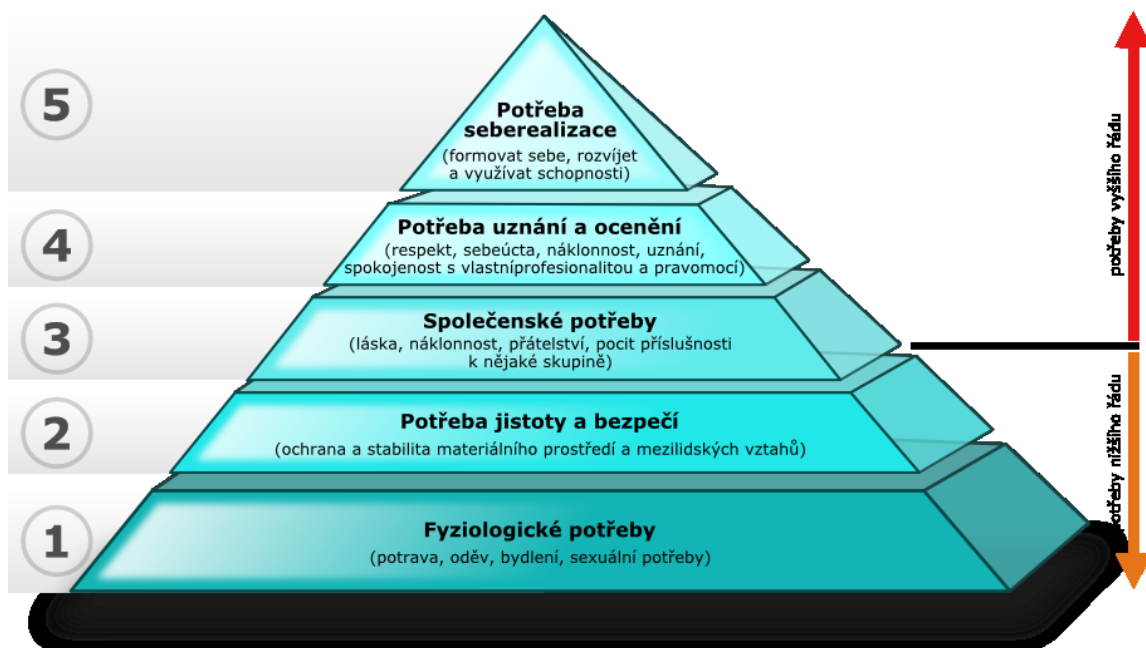 5
Potřeba
seberealizace
(formovat sebe, rozvíjet
a využívat schopnosti)
4
Potřeba uznání a ocenění
(respekt, sebeúcta, náklonnost, uznání,
spokojenost s vlastníprofesionalitou a pravomocí)
3
Společenské potřeby
(láska, náklonnost, přátelství, pocit příslušnosti
k nějaké skupině)
2
Potřeba jistoty a bezpečí
(ochrana a stabilita materiálního prostředí a mezilidských vztahů)
1
Fyziologické potřeby
(potrava, oděv, bydlení, sexuální potřeby)
potřeby vyššího řádu
potřeby nižšího řádu